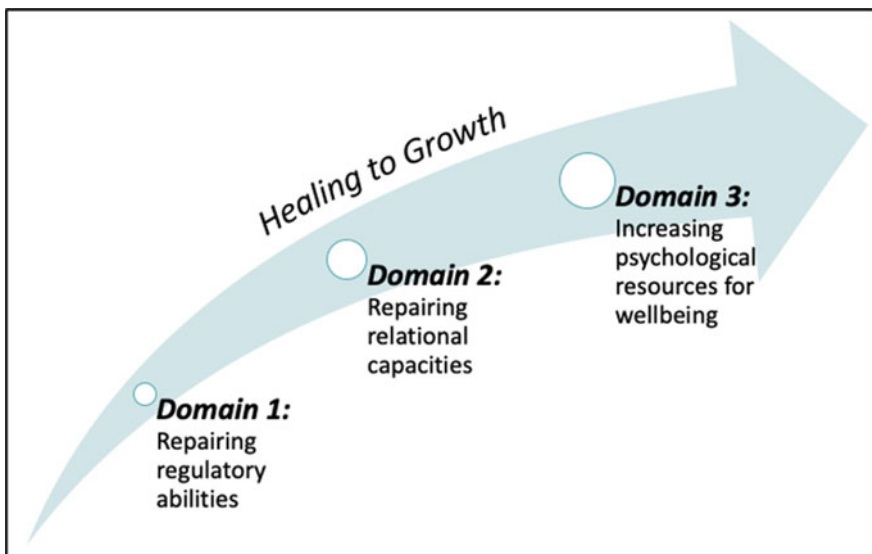 Healing to Growth
Domain 1:
Repairing
regulatory
abilities
Domain 2:
Repairing
relational
capacities
Domain 3:
Increasing
psychological
resources for
wellbeing